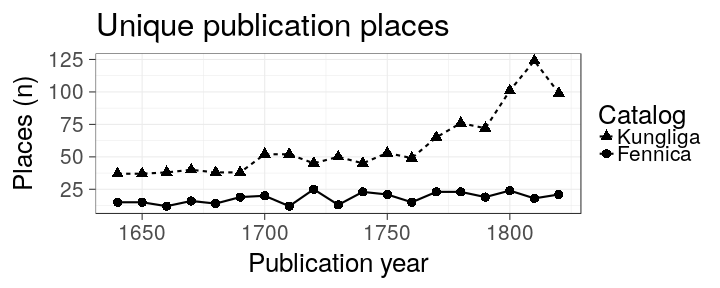 Unique publication places
125
100
75
50
25
Places (n)
1650 1700 1750 1800
Publication year
Catalog
Kungliga
Fennica